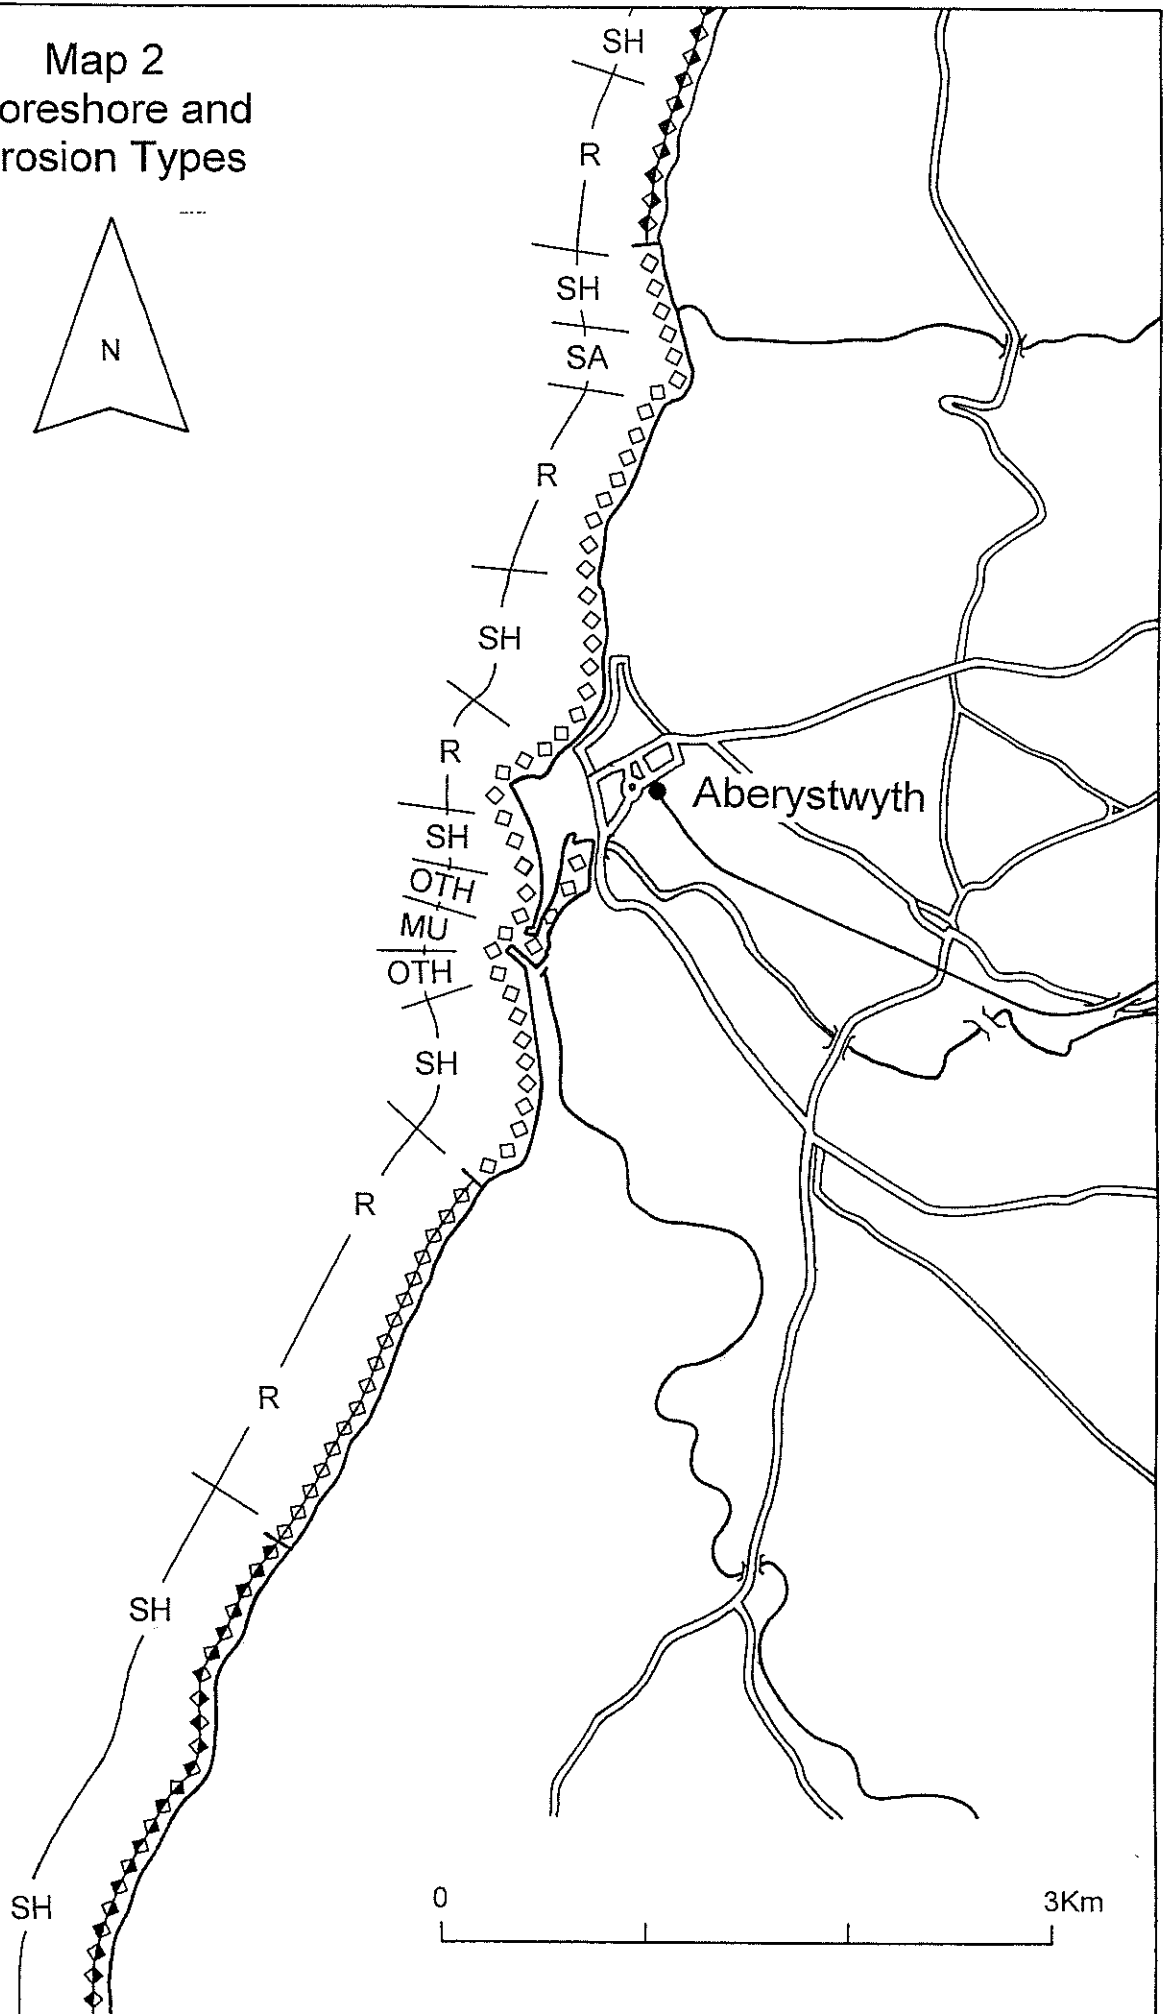 Map 2
oreshore and
rosion Types
N
SH
R
SH
SA
R
SH
R
SH
OTH
MU
OTH
SH
R
R
SH
SH
Aberystwyth
0
3Km